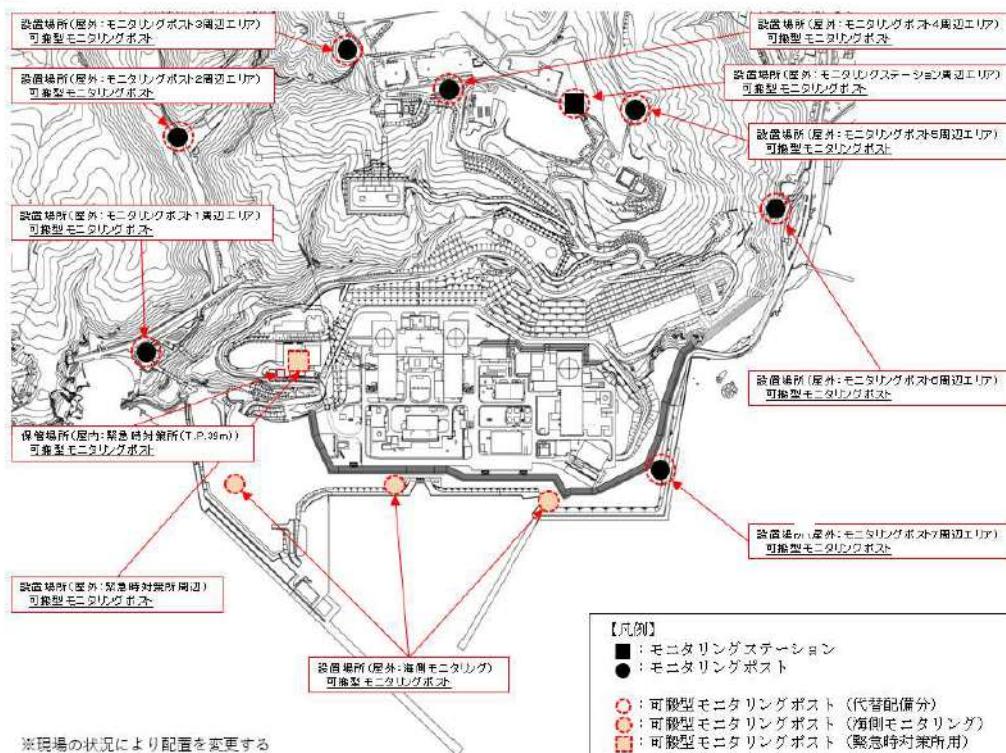 設置場所(屋外:モニタリングポスト3周辺エリア)
可搬型モニタリングポスト
設置場所(屋外:モニタリングポスト4周辺エリア)
可搬型モニタリングポスト
設置場所(屋外:モニタリングポスト2周辺エリア)
可搬型モニタリングポスト
設置場所(屋外:モニタリングステーション周辺エリア)
可搬型モニタリングポスト
設置場所(屋外:モニタリングポスト5周辺エリア)
可搬型モニタリングポスト
設置場所(屋外:モニタリングポスト1周辺エリア)
可搬型モニタリングポスト
設置場所(屋外:モニタリングポスト6周辺エリア)
可搬型モニタリングポスト
保管場所(屋内:緊急時対策所(T.P.39m))
可搬型モニタリングポスト
設置場所(屋外:モニタリングポスト7周辺エリア)
可搬型モニタリングポスト
設置場所(屋外:緊急時対策所周辺)
可搬型モニタリングポスト
設置場所(屋外:海側モニタリング)
可搬型モニタリングポスト
【凡例】
■:モニタリングステーション
●:モニタリングポスト
:可搬型モニタリングポスト(代替配備分)
:可搬型モニタリングポスト(海側モニタリング)
:可搬型モニタリングポスト(緊急時対策所用)
※現場の状況により配置を変更する